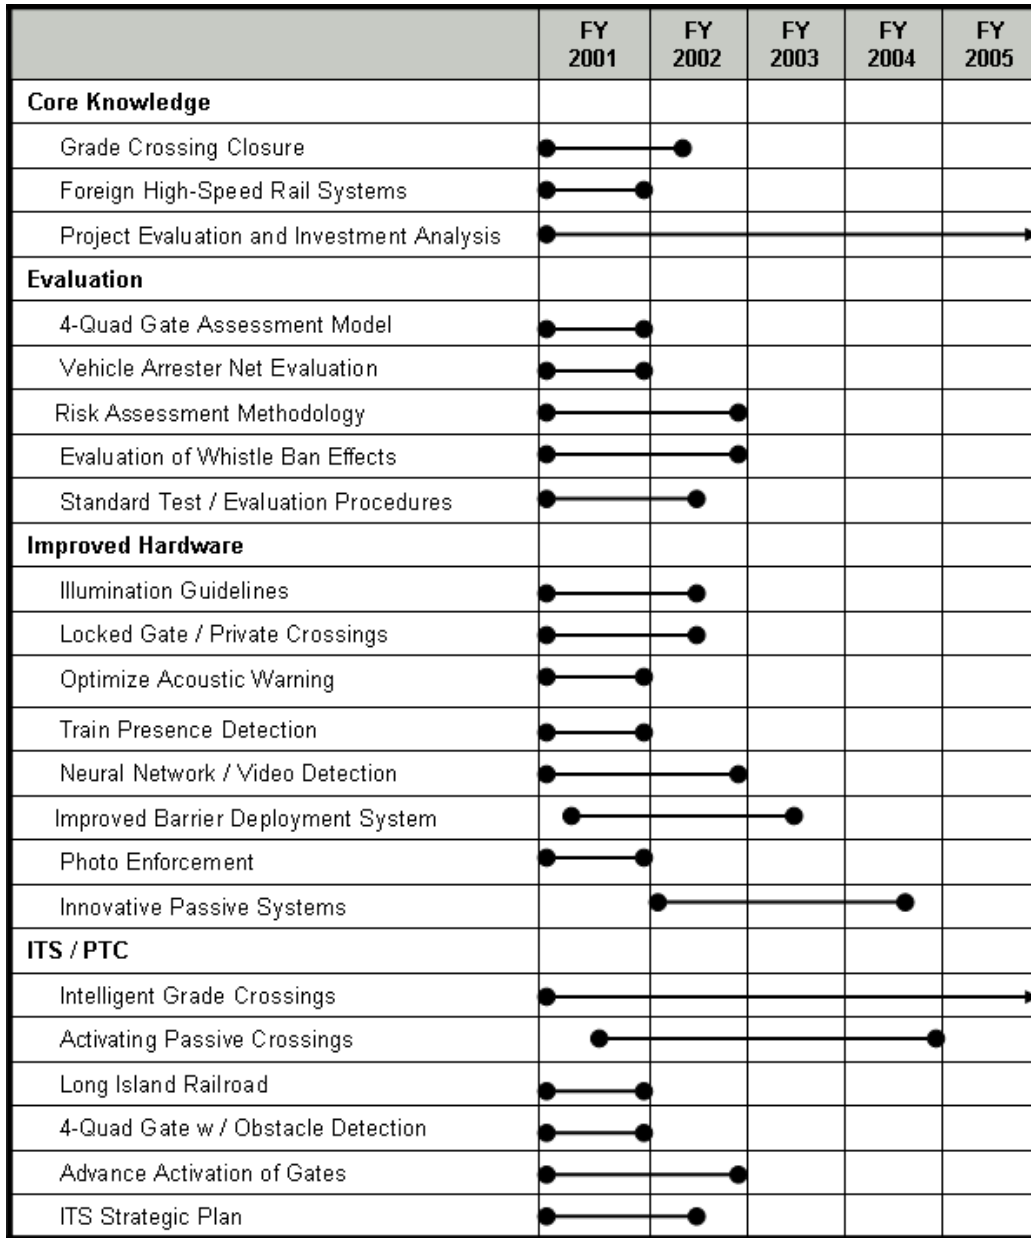 FY 2001
FY 2002
FY 2003
FY 2004
FY 2005
Core Knowledge
Grade Crossing Closure
Foreign High-Speed Rail Systems
Project Evaluation and Investment Analysis
Evaluation
4-Quad Gate Assessment Model
Vehicle Arrester Net Evaluation
Risk Assessment Methodology
Evaluation of Whistle Ban Effects
Standard Test / Evaluation Procedures
Improved Hardware
Illumination Guidelines
Locked Gate / Private Crossings
Optimize Acoustic Warning
Train Presence Detection
Neural Network / Video Detection
Improved Barrier Deployment System
Photo Enforcement
Innovative Passive Systems
ITS / PTC
Intelligent Grade Crossings
Activating Passive Crossings
Long Island Railroad
4-Quad Gate w / Obstacle Detection
Advance Activation of Gates
ITS Strategic Plan